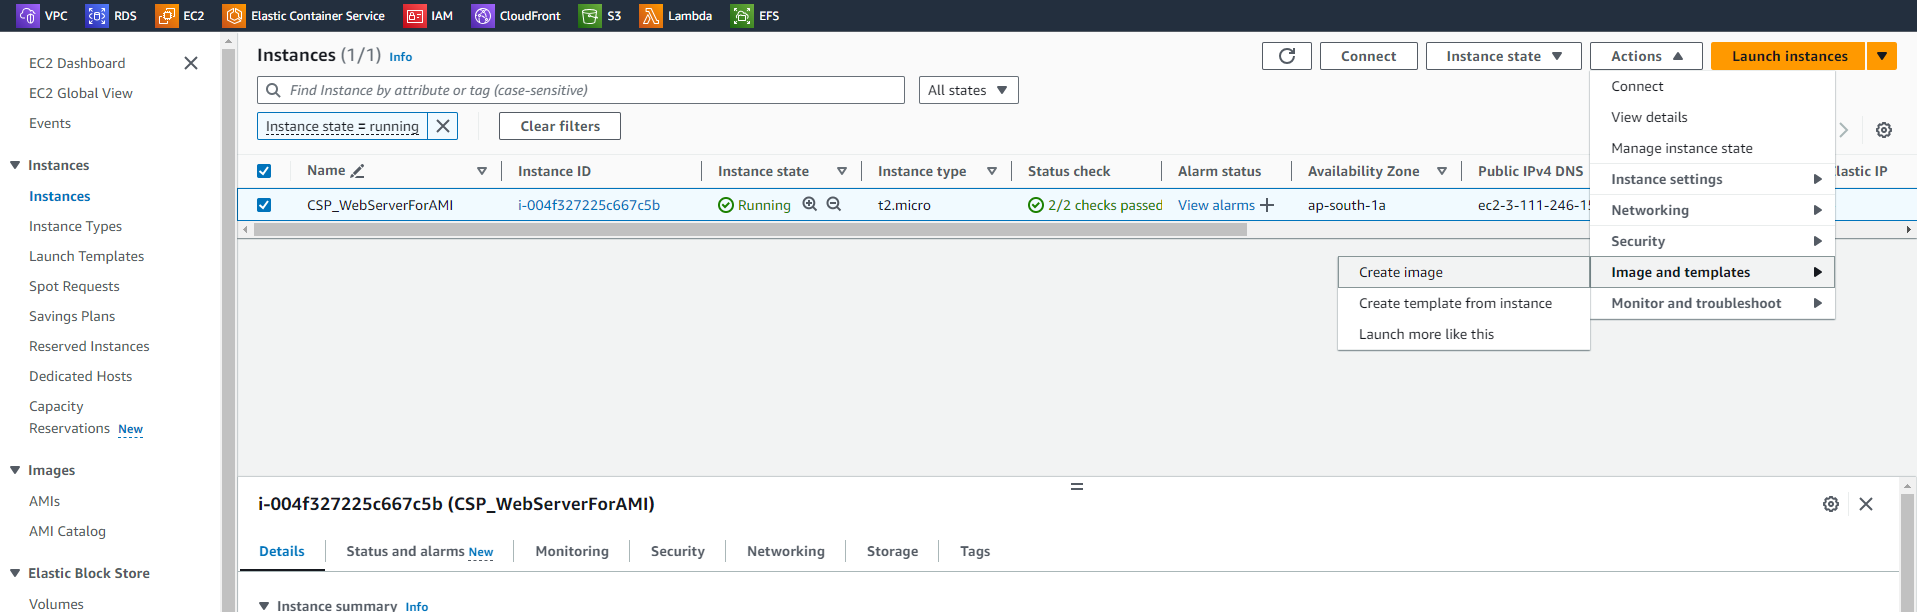 VPC RDS EC2 Elastic Container Service IAM CloudFront S3 Lambda EFS
EC2 Dashboard
EC2 Global View
Events
Instances
Instances
Instance Types
Launch Templates
Spot Requests
Savings Plans
Reserved Instances
Dedicated Hosts
Capacity
Reservations New
Images
AMIs
AMI Catalog
Elastic Block Store
Volumes
Instances (1/1) Info
Connect Instance state Actions Launch instances
Find Instance by attribute or tag (case-sensitive) All states
Instance state = running Clear filters
Name Instance ID Instance state Instance type Status check Alarm status Availability Zone Public IPv4 DNS lastic IP
CSP_WebServerForAMI i-004f327225c667c5b Running t2.micro 2/2 checks passed View alarms ap-south-1a ec2-3-111-246-15
Connect
View details
Manage instance state
Instance settings
Networking
Security
Image and templates
Monitor and troubleshoot
Create image
Create template from instance
Launch more like this
i-004f327225c667c5b (CSP_WebServerForAMI)
Details Status and alarms New Monitoring Security Networking Storage Tags
Instance summary Info